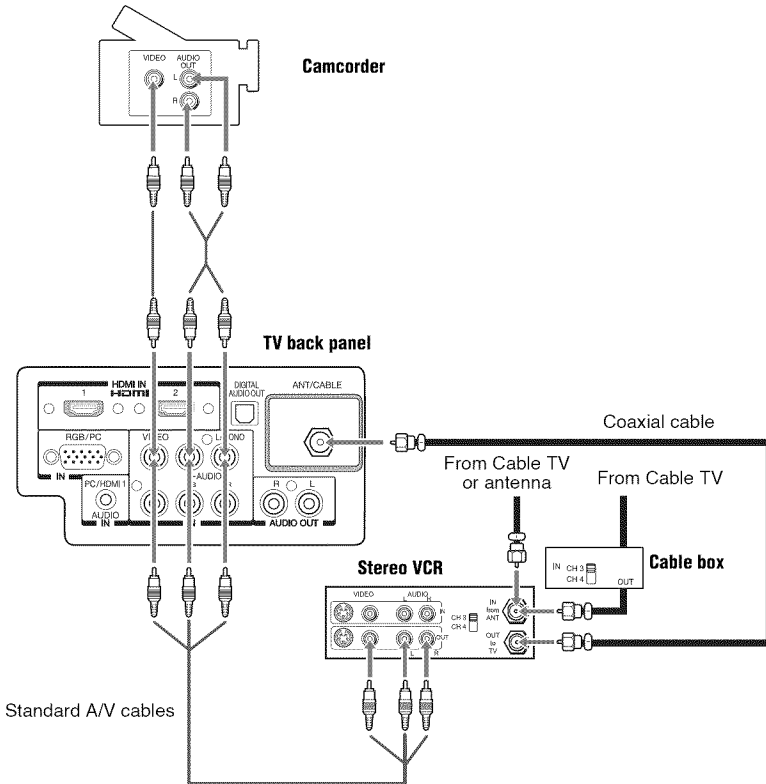 VIDEO AUDIO
OUT
L
R
Camcorder
TV back panel
HDMI IN
1 HDMI 2
DIGITAL
AUDIO OUT
ANT/CABLE
RGB/PC
IN
VIDEO
L/MONO
AUDIO
PC/HDMI 1
AUDIO
IN
R L
AUDIO OUT
Coaxial cable
From Cable TV
or antenna
From Cable TV
Stereo VCR
Cable box
IN CH 3
CH 4
OUT
VIDEO
AUDIO
L R
IN
CH 3
CH 4
IN
from
ANT
OUT
L R
OUT
to
TV
Standard A/V cables